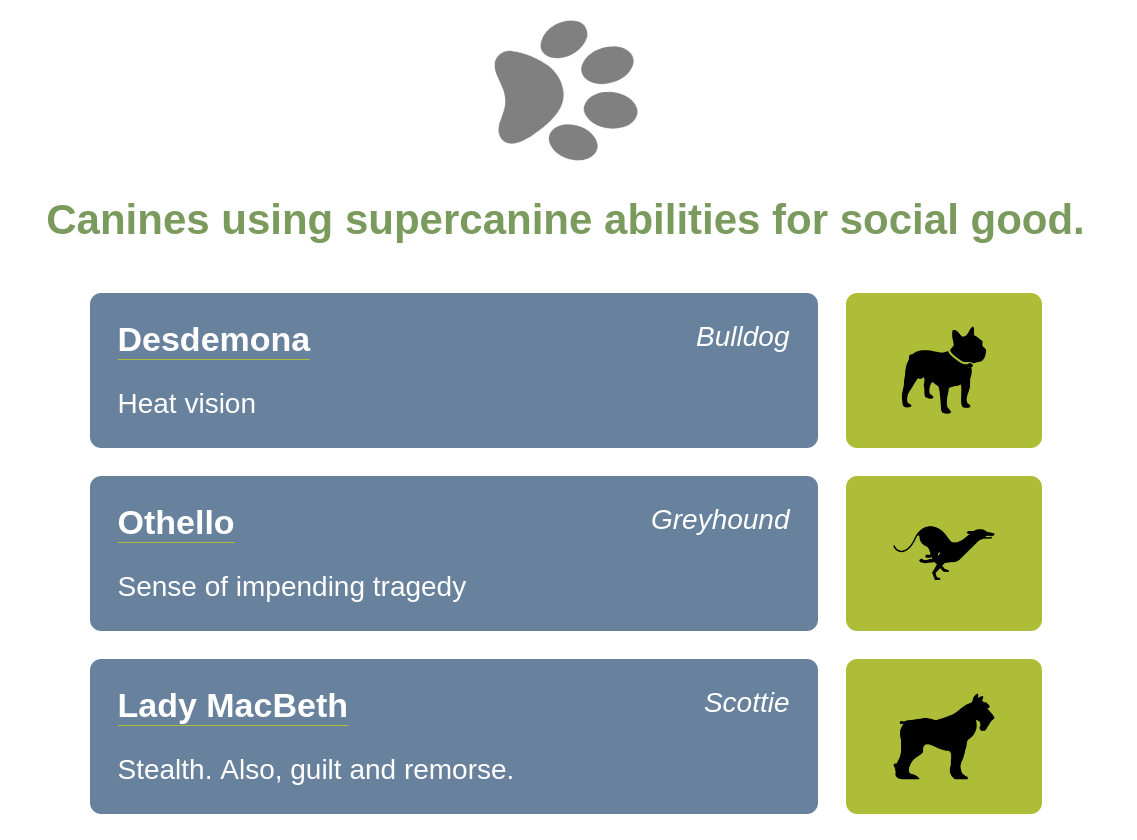 Canines using supercanine abilities for social good.
Desdemona
Bulldog
Heat vision
Othello
Greyhound
Sense of impending tragedy
Lady MacBeth
Scottie
Stealth. Also, guilt and remorse.